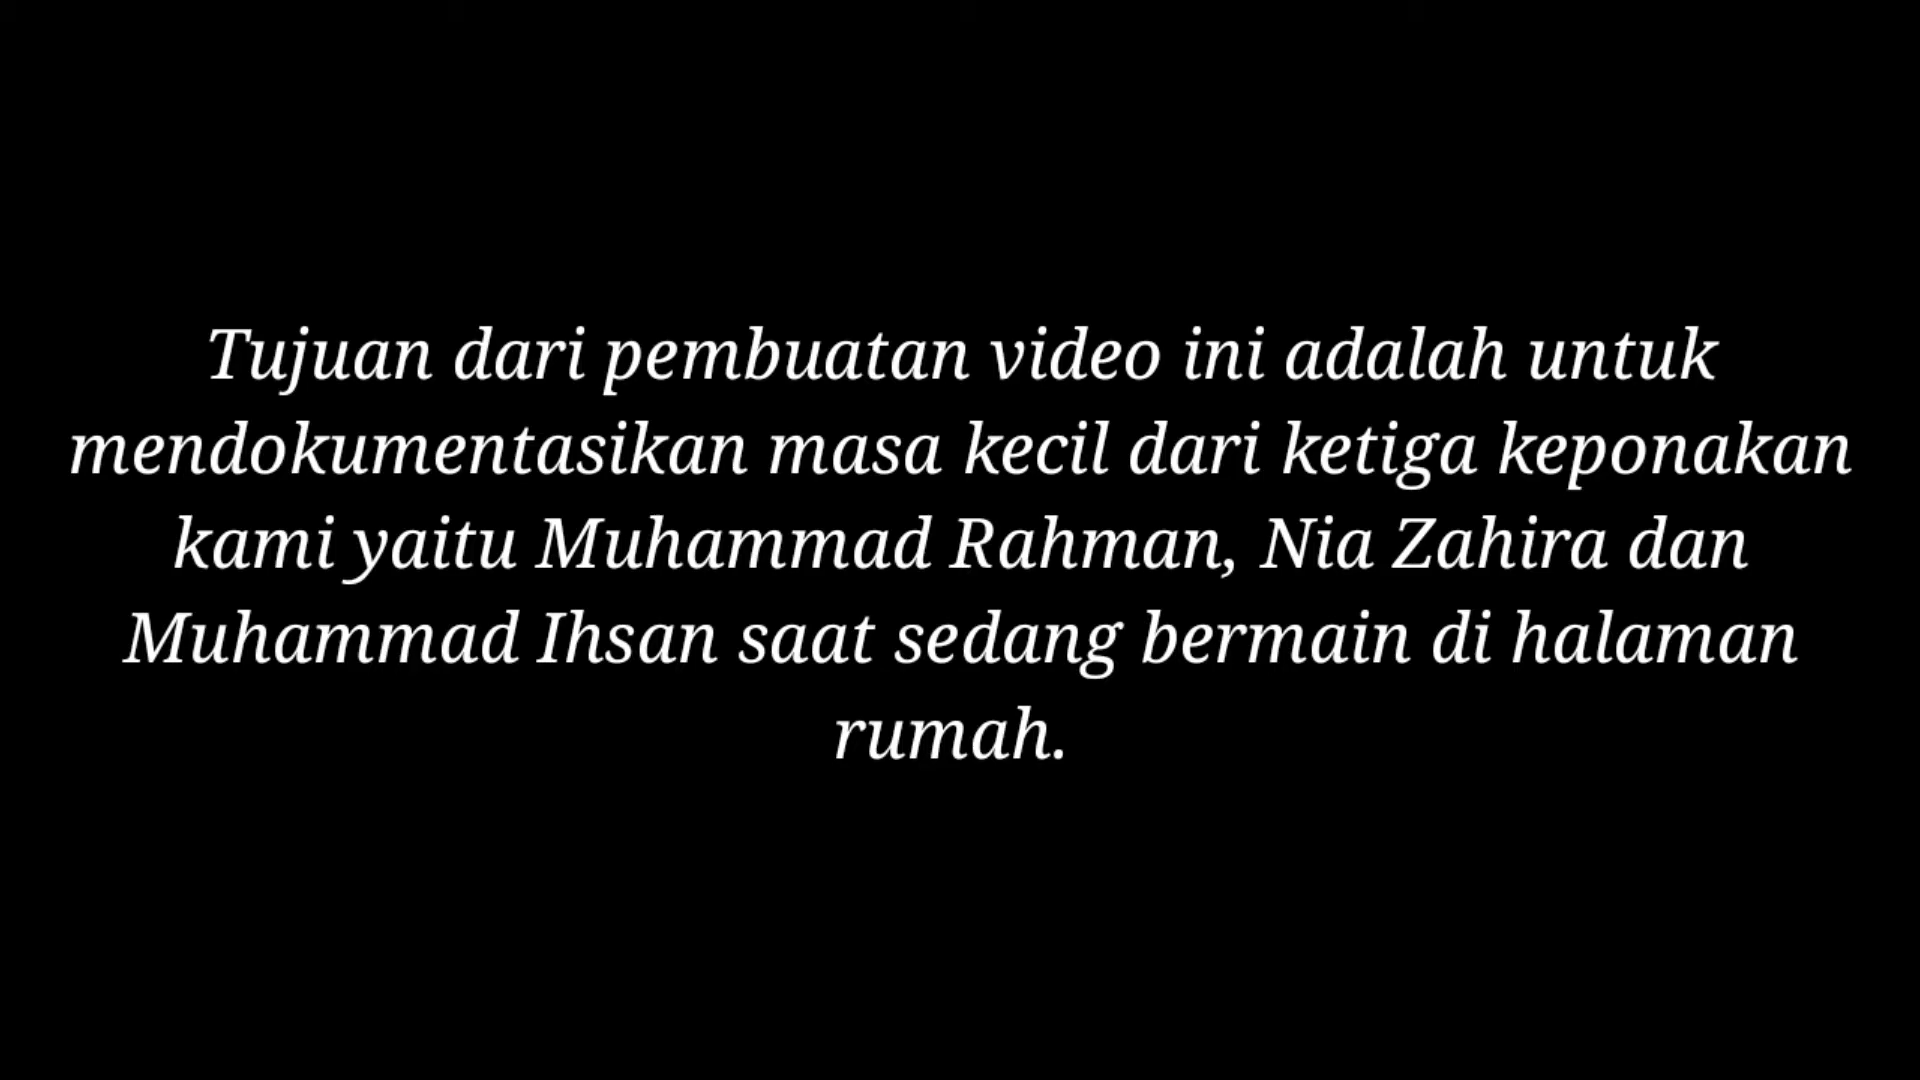 Tujuan dari pembuatan video ini adalah untuk
mendokumentasikan masa kecil dari ketiga keponakan
kami yaitu Muhammad Rahman, Nia Zahira dan
Muhammad Ihsan saat sedang bermain di halaman
rumah.